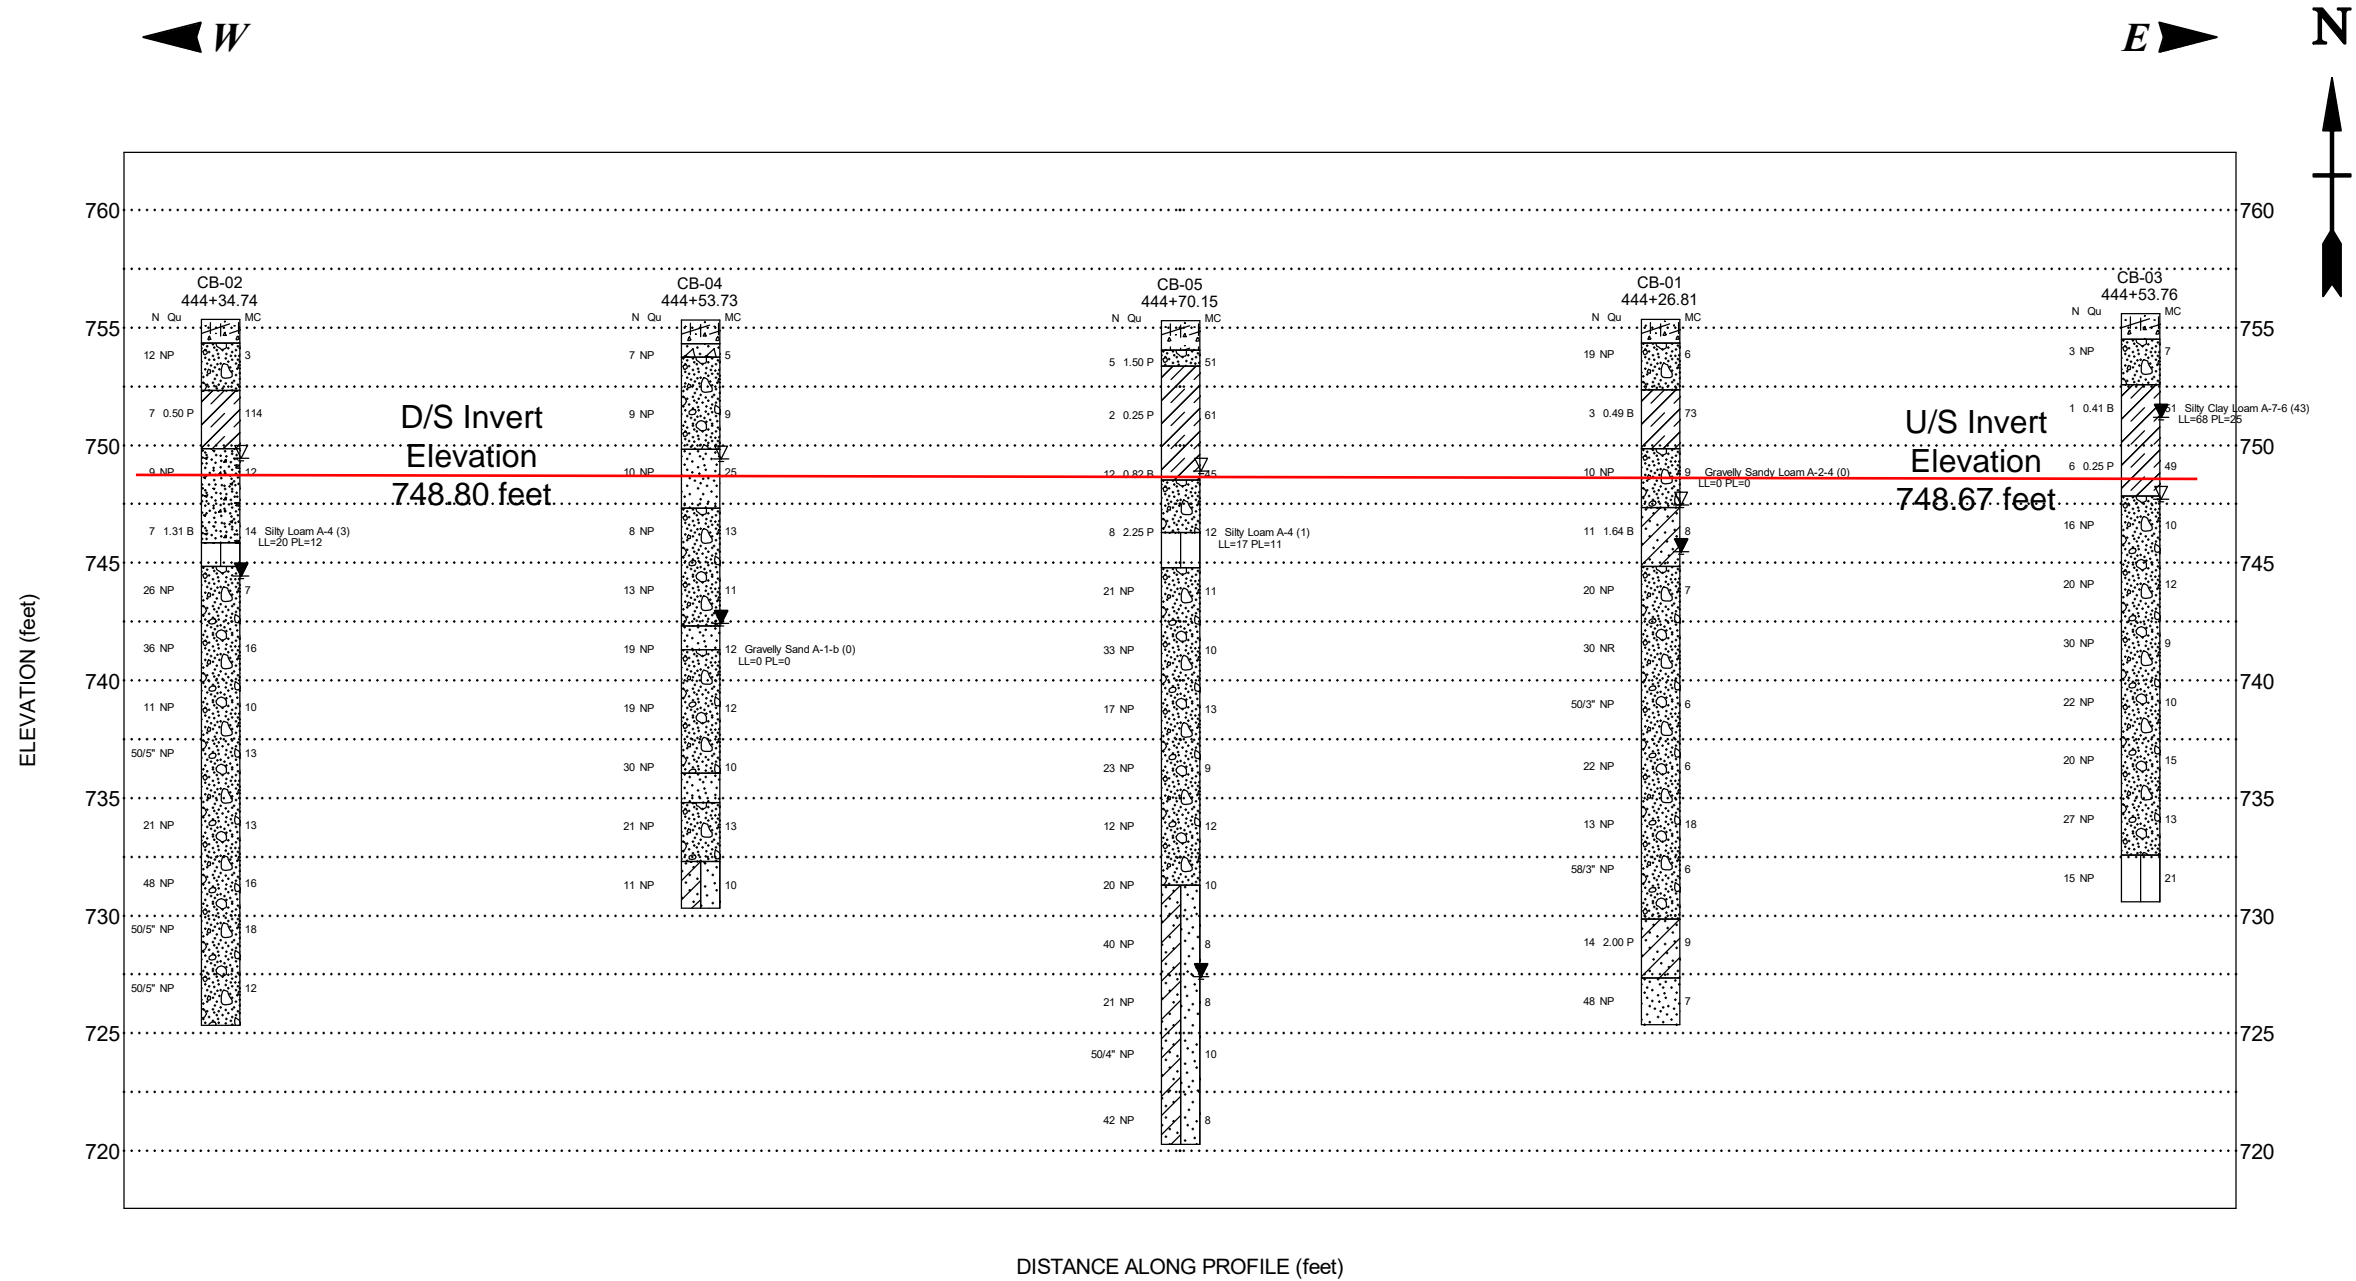 W
E
N
760
760
CB-02
444+34.74
N Qu
MC
12 NP
3
7 0.50 P
114
9 NP
12
7 1.31 B
14 Silty Loam A-4 (3)
LL=20 PL=12
26 NP
7
36 NP
16
11 NP
10
50/5" NP
13
21 NP
13
48 NP
16
50/5" NP
18
50/5" NP
12
D/S Invert
Elevation
748.80 feet
CB-04
444+53.73
N Qu
MC
7 NP
5
9 NP
9
10 NP
25
8 NP
13
13 NP
11
19 NP
12 Gravelly Sand A-1-b (0)
LL=0 PL=0
19 NP
12
30 NP
10
21 NP
13
11 NP
10
CB-05
444+70.15
N Qu
MC
5 1.50 P
51
2 0.25 P
61
12 0.82 B
45
8 2.25 P
12 Silty Loam A-4 (1)
LL=17 PL=11
21 NP
11
33 NP
10
17 NP
13
23 NP
9
12 NP
12
20 NP
10
40 NP
8
21 NP
8
50/4" NP
10
42 NP
8
CB-01
444+26.81
N Qu
MC
19 NP
6
3 0.49 B
73
10 NP
9 Gravelly Sandy Loam A-2-4 (0)
LL=0 PL=0
11 1.64 B
8
20 NP
7
30 NR
50/3" NP
6
22 NP
6
13 NP
18
58/3" NP
6
14 2.00 P
9
48 NP
7
U/S Invert
Elevation
748.67 feet
CB-03
444+53.76
N Qu
MC
3 NP
7
1 0.41 B
51 Silty Clay Loam A-7-6 (43)
LL=68 PL=25
6 0.25 P
49
16 NP
10
20 NP
12
30 NP
9
22 NP
10
20 NP
15
27 NP
13
15 NP
21
755
755
750
750
745
745
740
740
735
735
730
730
725
725
720
720
ELEVATION (feet)
DISTANCE ALONG PROFILE (feet)